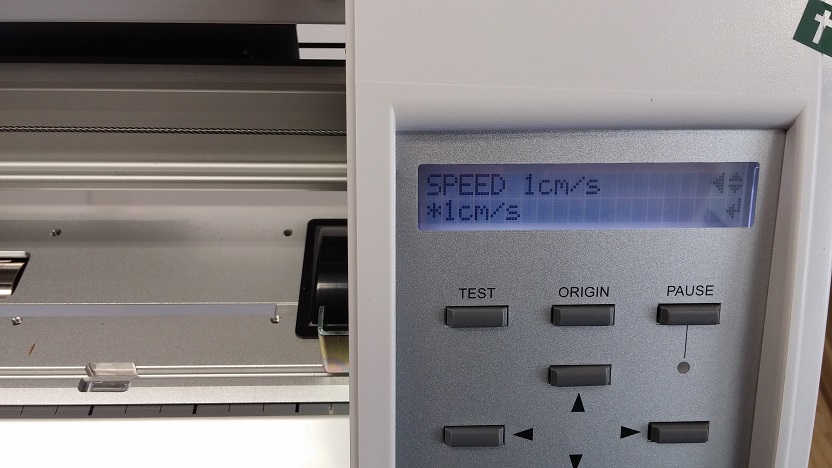 SPEED 1cm/s
*1cm/s
TEST
ORIGIN
PAUSE